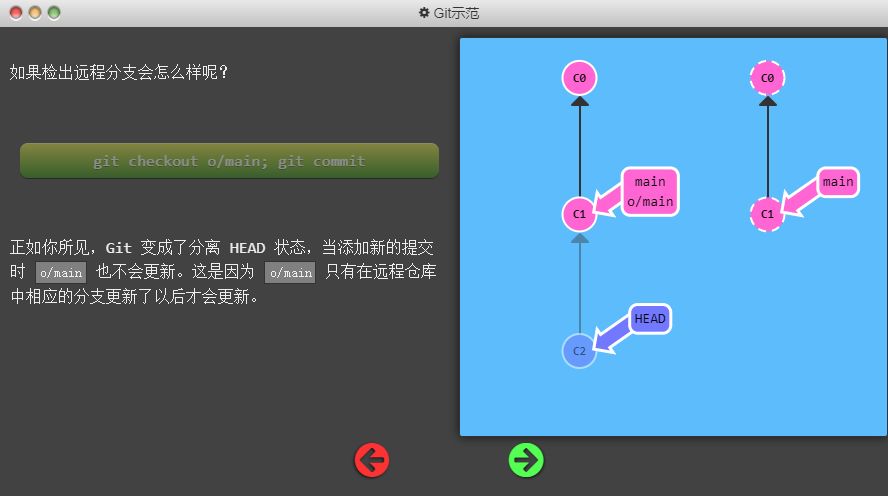 Git示范
如果检出远程分支会怎么样呢？
git checkout o/main; git commit
正如你所见，Git 变成了分离 HEAD 状态，当添加新的提交
时 o/main 也不会更新。这是因为 o/main 只有在远程仓库
中相应的分支更新了以后才会更新。
C0
C0
main
o/main
main
C1
C1
HEAD
C2